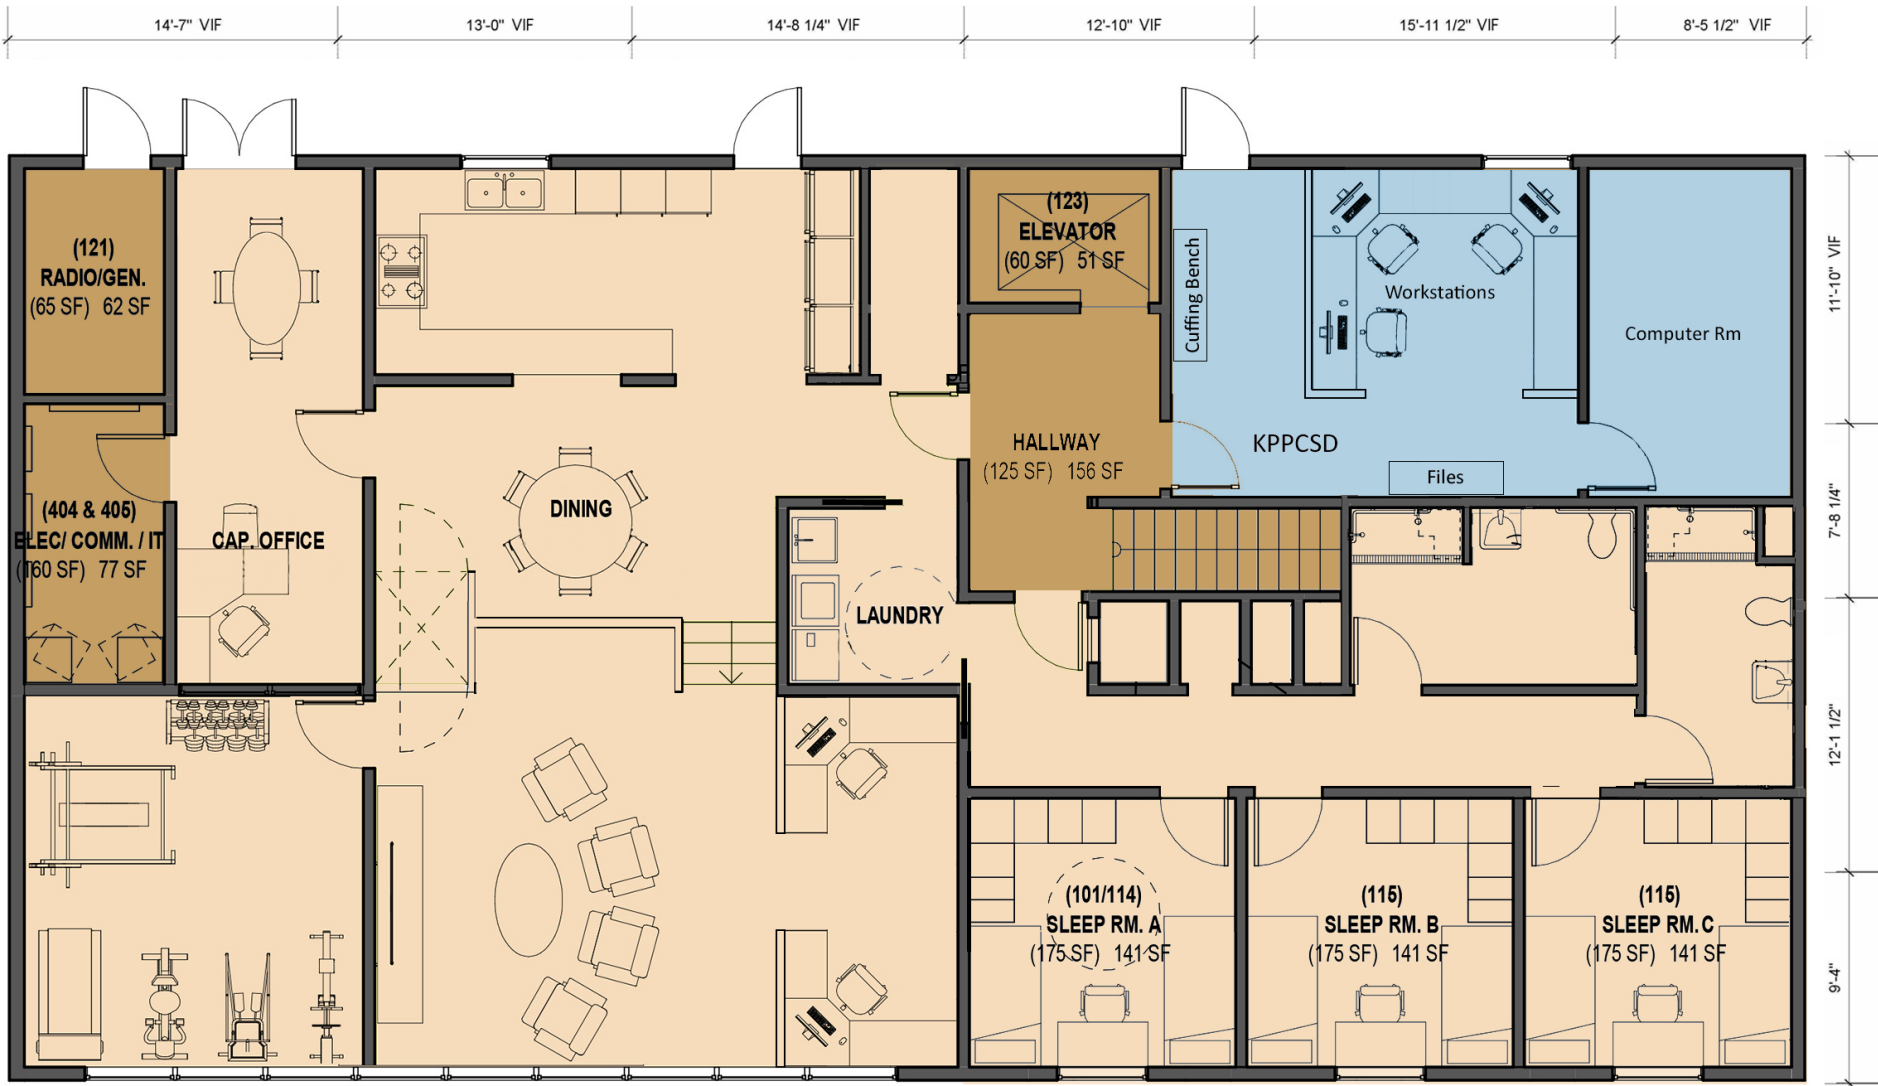 14'-7" VIF
13'-0" VIF
14'-8 1/4" VIF
12'-10" VIF
15'-11 1/2" VIF
8'-5 1/2" VIF
(121)
RADIO/GEN.
(65 SF) 62 SF
(123)
ELEVATOR
(60 SF) 51 SF
Cuffing Bench
Workstations
Computer Rm
11'-10" VIF
HALLWAY
(125 SF) 156 SF
KPPCSD
Files
(404 & 405)
ELEC/ COMM. / IT
(160 SF) 77 SF
CAP. OFFICE
DINING
LAUNDRY
7'-8 1/4"
12'-1 1/2"
(101/114)
SLEEP RM. A
(175 SF) 141 SF
(115)
SLEEP RM. B
(175 SF) 141 SF
(115)
SLEEP RM. C
(175 SF) 141 SF
9'-4"